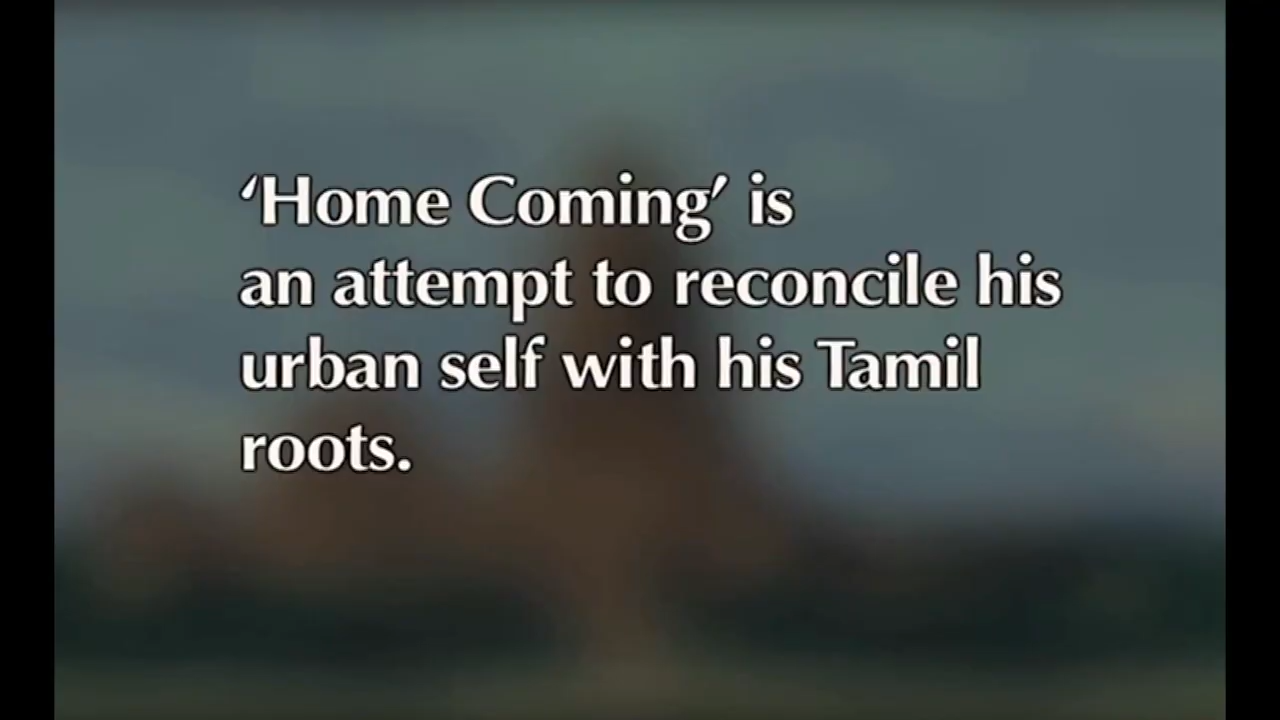 ‘Home Coming’ is
an attempt to reconcile his
urban self with his Tamil
roots.